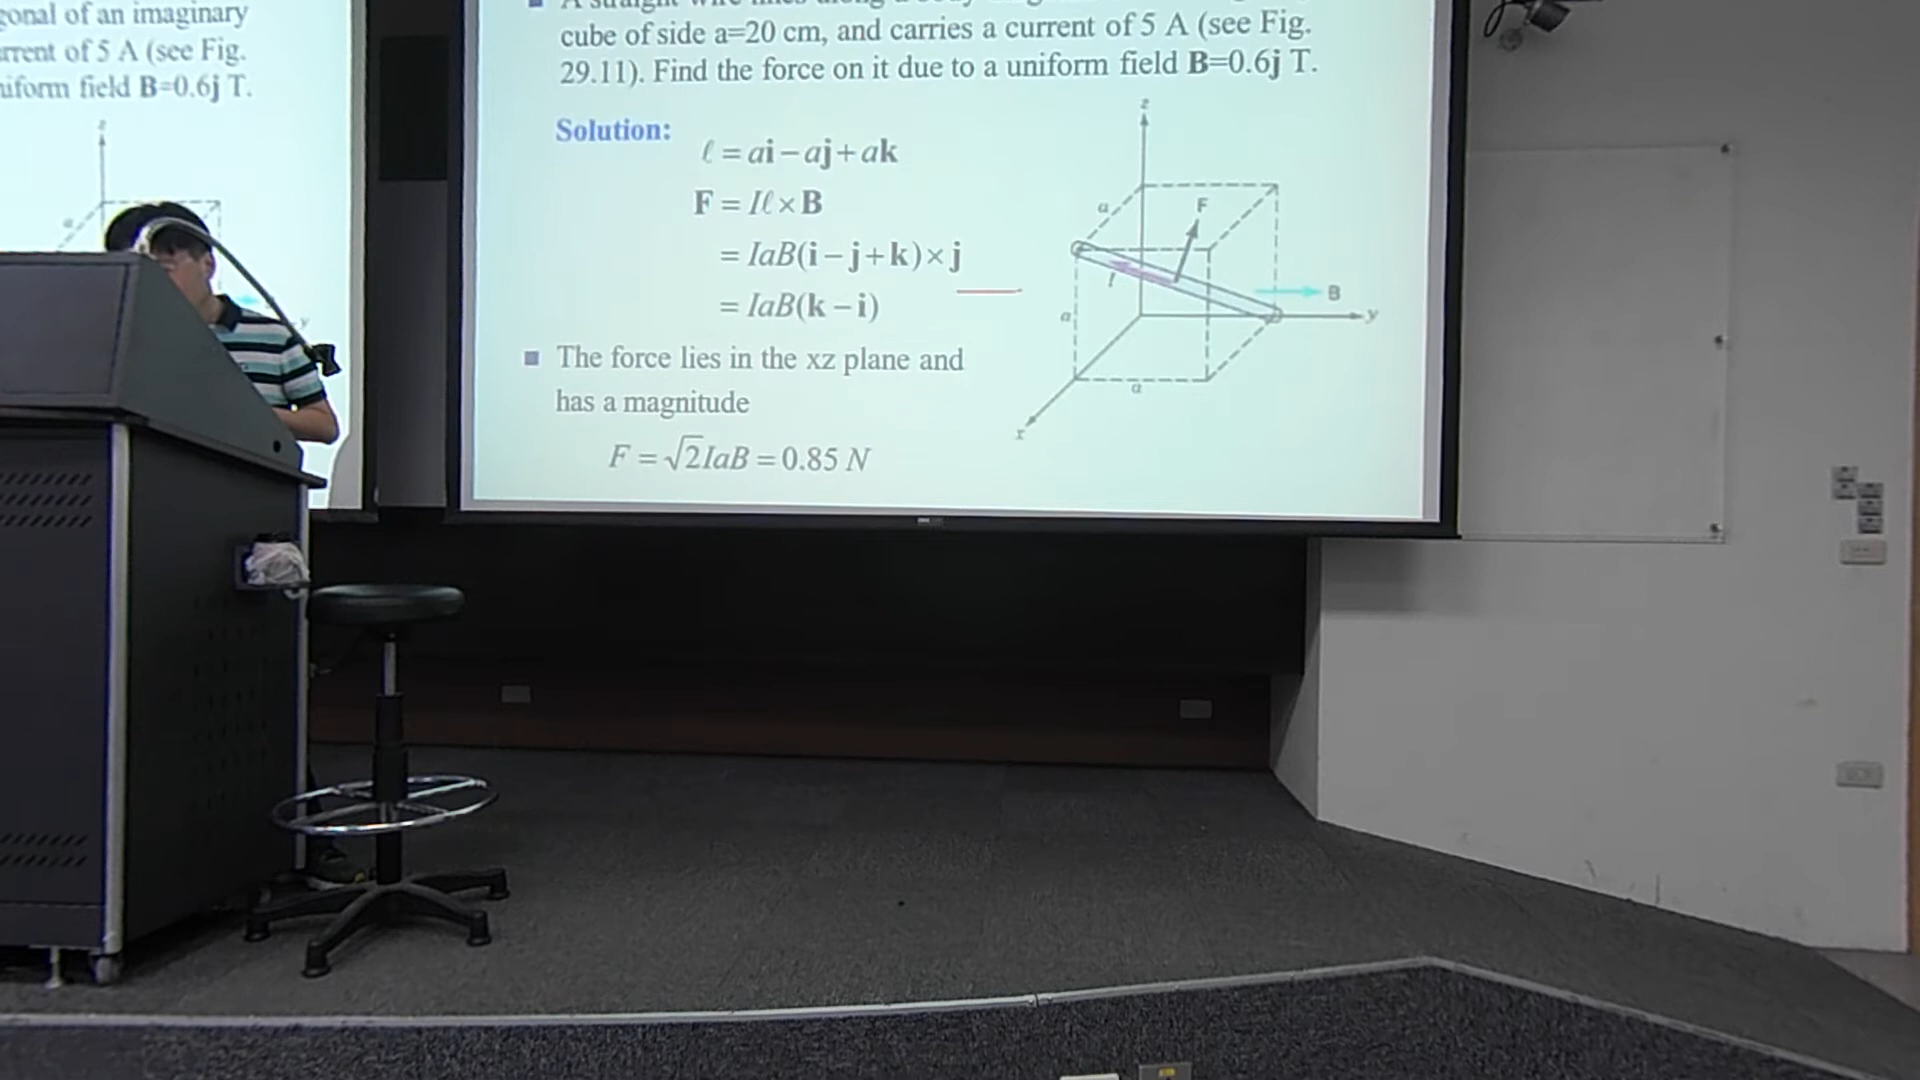 gonal of an imaginary
rrent of 5 A (see Fig.
uiform field B=0.6j T.
z
a
y
cube of side a=20 cm, and carries a current of 5 A (see Fig.
29.11). Find the force on it due to a uniform field B=0.6j T.
Solution:
ℓ = ai − aj + ak
F = Iℓ × B
= IaB(i − j + k) × j
= IaB(k − i)
The force lies in the xz plane and
has a magnitude
F = √2IaB = 0.85 N
z
a
F
I
B
a
y
a
x